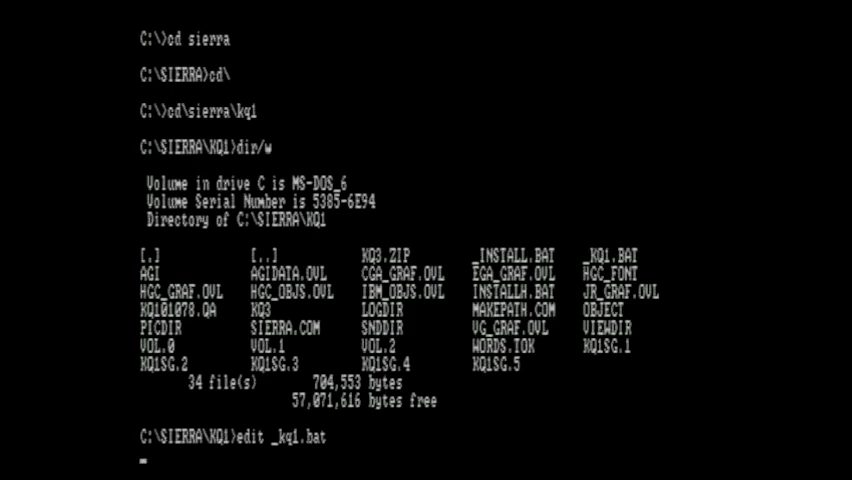 C:\>cd sierra
C:\SIERRA>cd\
C:\>cd\sierra\kq1
C:\SIERRA\KQ1>dir/w
Volume in drive C is MS-DOS_6
Volume Serial Number is 5385-6E94
Directory of C:\SIERRA\KQ1
[.] [..] KQ3.ZIP _INSTALL.BAT _KQ1.BAT
AGI AGIDATA.OVL CGA_GRAF.OVL EGA_GRAF.OVL HGC_FONT
HGC_GRAF.OVL HGC_OBJS.OVL IBM_OBJS.OVL INSTALLH.BAT JR_GRAF.OVL
KQ101078.QA KQ3 LOGDIR MAKEPATH.COM OBJECT
PICDIR SIERRA.COM SNDDIR VG_GRAF.OVL VIEWDIR
VOL.0 VOL.1 VOL.2 WORDS.TOK KQ1SG.1
KQ1SG.2 KQ1SG.3 KQ1SG.4 KQ1SG.5
34 file(s) 704,553 bytes
57,071,616 bytes free
C:\SIERRA\KQ1>edit _kq1.bat